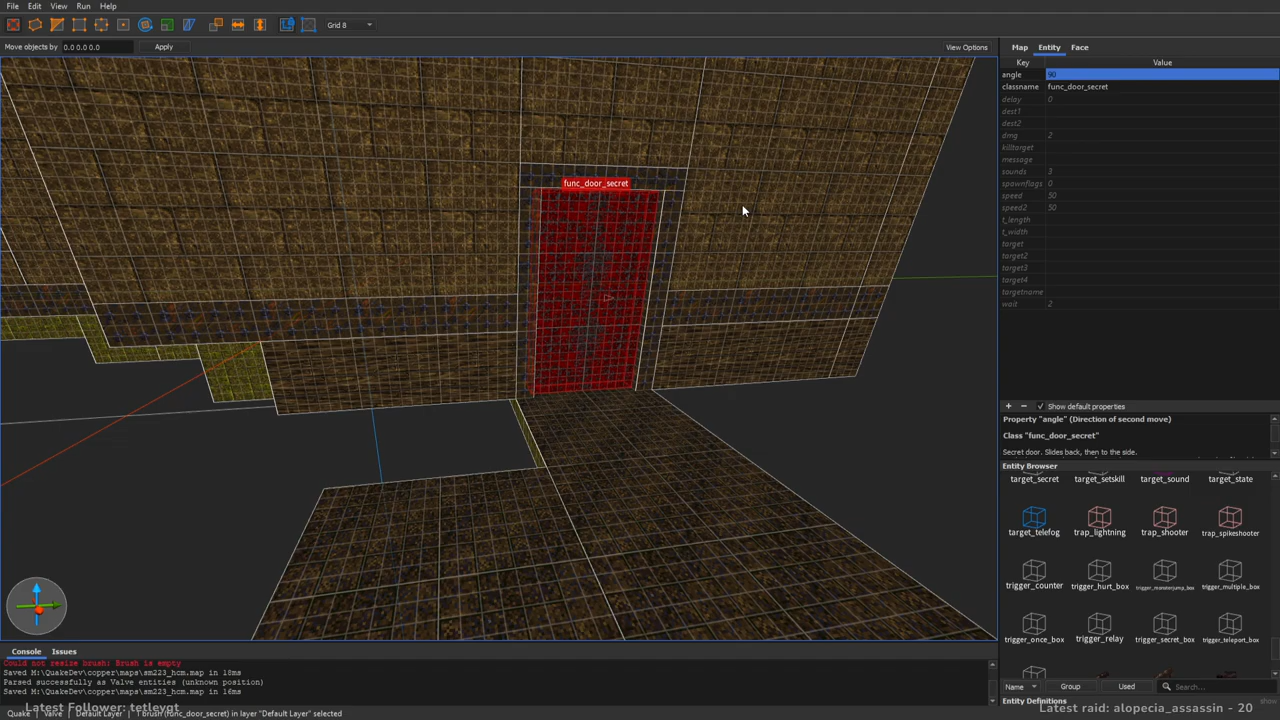 File Edit View Run Help
Grid 8
Move objects by 0.0 0.0 0.0 Apply View Options
Map Entity Face
Key Value
angle 90
classname func_door_secret
delay 0
dest1
dest2
dmg 2
killtarget
message
sounds 3
spawnflags 0
speed 50
speed2 50
t_length
t_width
target
target2
target3
target4
targetname
wait 2
func_door_secret
+ − Show default properties
Property "angle" (Direction of second move)
Class "func_door_secret"
Secret door. Slides back, then to the side.
Entity Browser
target_secret target_setskill target_sound target_state
target_telefog trap_lightning trap_shooter trap_spikeshooter
trigger_counter trigger_hurt_box trigger_monsterjump_box trigger_multiple_box
trigger_once_box trigger_relay trigger_secret_box trigger_teleport_box
Name Group Used Search...
Entity Definitions show
Console Issues
Could not resize brush: Brush is empty
Saved M:\QuakeDev\copper\maps\sm223_hcm.map in 18ms
Parsed successfully as Valve entities (unknown position)
Saved M:\QuakeDev\copper\maps\sm223_hcm.map in 16ms
Latest Follower: tetleygt
Latest raid: alopecia_assassin - 20
Quake Valve Default Layer 1 brush (func_door_secret) in layer "Default Layer" selected